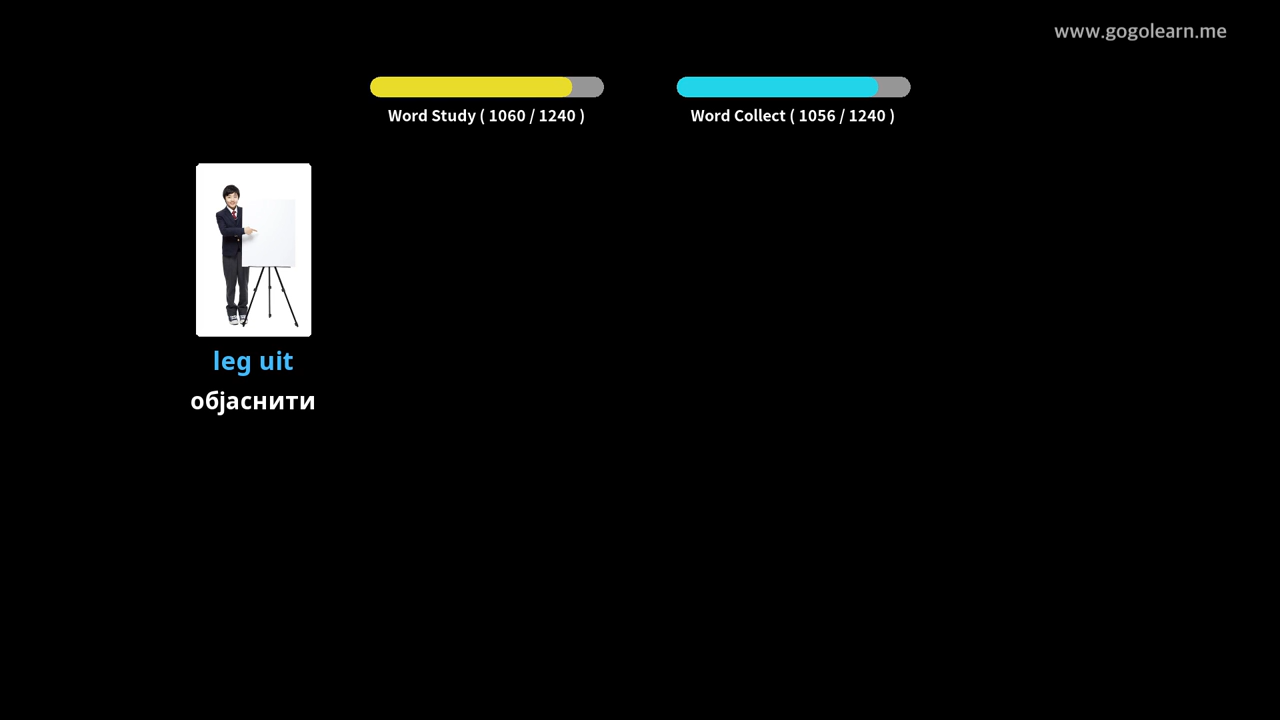 www.gogolearn.me
Word Study ( 1060 / 1240 )
Word Collect ( 1056 / 1240 )
leg uit
објаснити